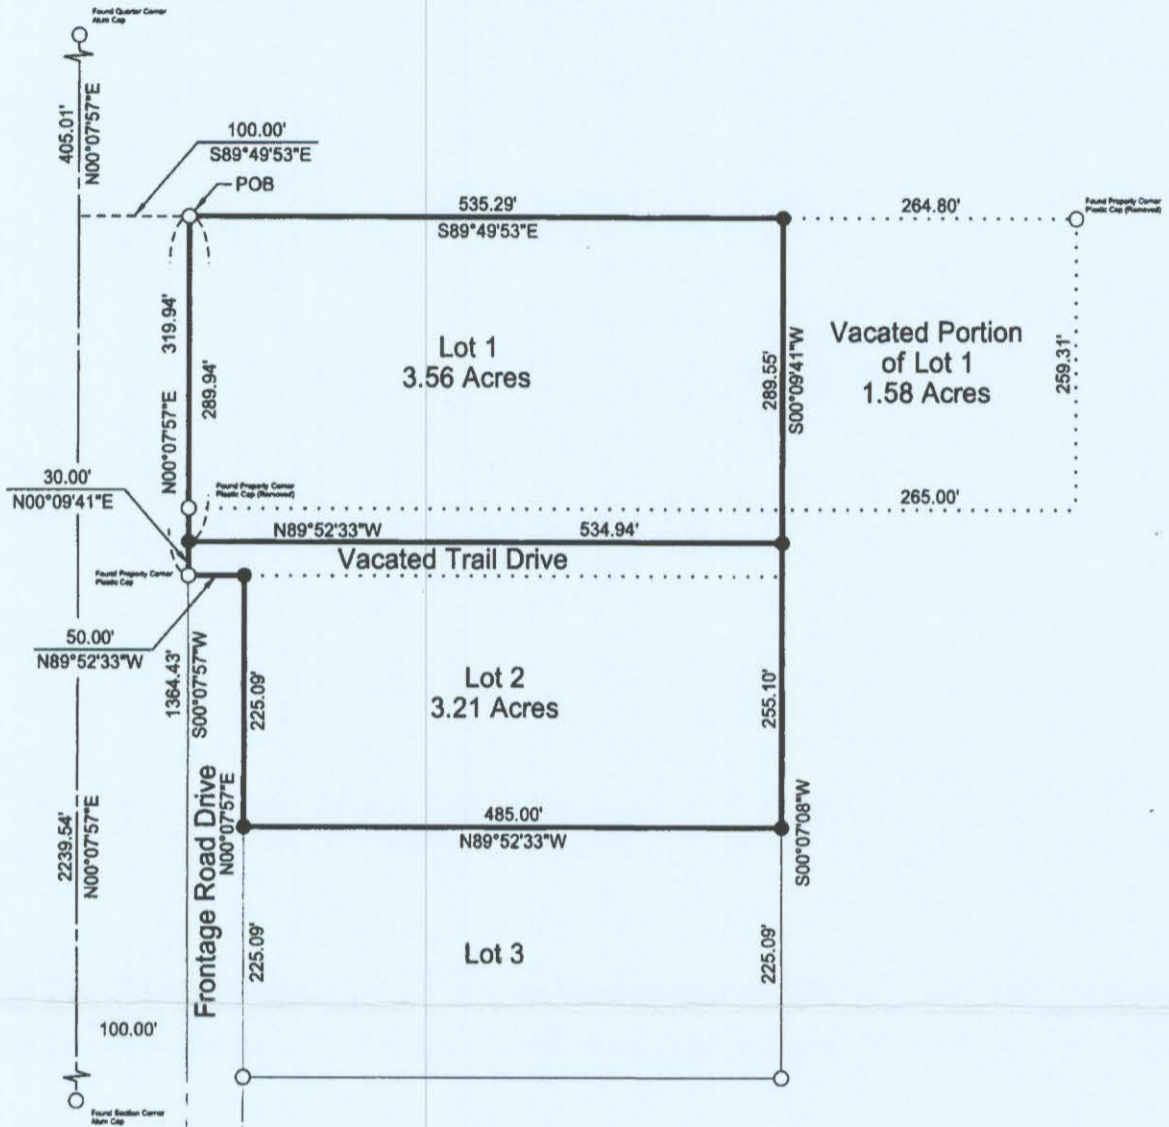 Found Quarter Corner
Alum Cap
405.01'
N00°07'57"E
100.00'
S89°49'53"E
POB
535.29'
S89°49'53"E
264.80'
Found Property Corner
Plastic Cap (Removed)
319.94'
N00°07'57"E
289.94'
Lot 1
3.56 Acres
289.55'
S00°09'41"W
Vacated Portion
of Lot 1
1.58 Acres
259.31'
30.00'
N00°09'41"E
Found Property Corner
Plastic Cap (Removed)
265.00'
N89°52'33"W
534.94'
Vacated Trail Drive
Found Property Corner
Plastic Cap
50.00'
N89°52'33"W
1364.43'
S00°07'57"W
225.09'
N00°07'57"E
Lot 2
3.21 Acres
255.10'
S00°07'08"W
485.00'
N89°52'33"W
2239.54'
N00°07'57"E
Frontage Road Drive
225.09'
Lot 3
225.09'
100.00'
Found Section Corner
Alum Cap